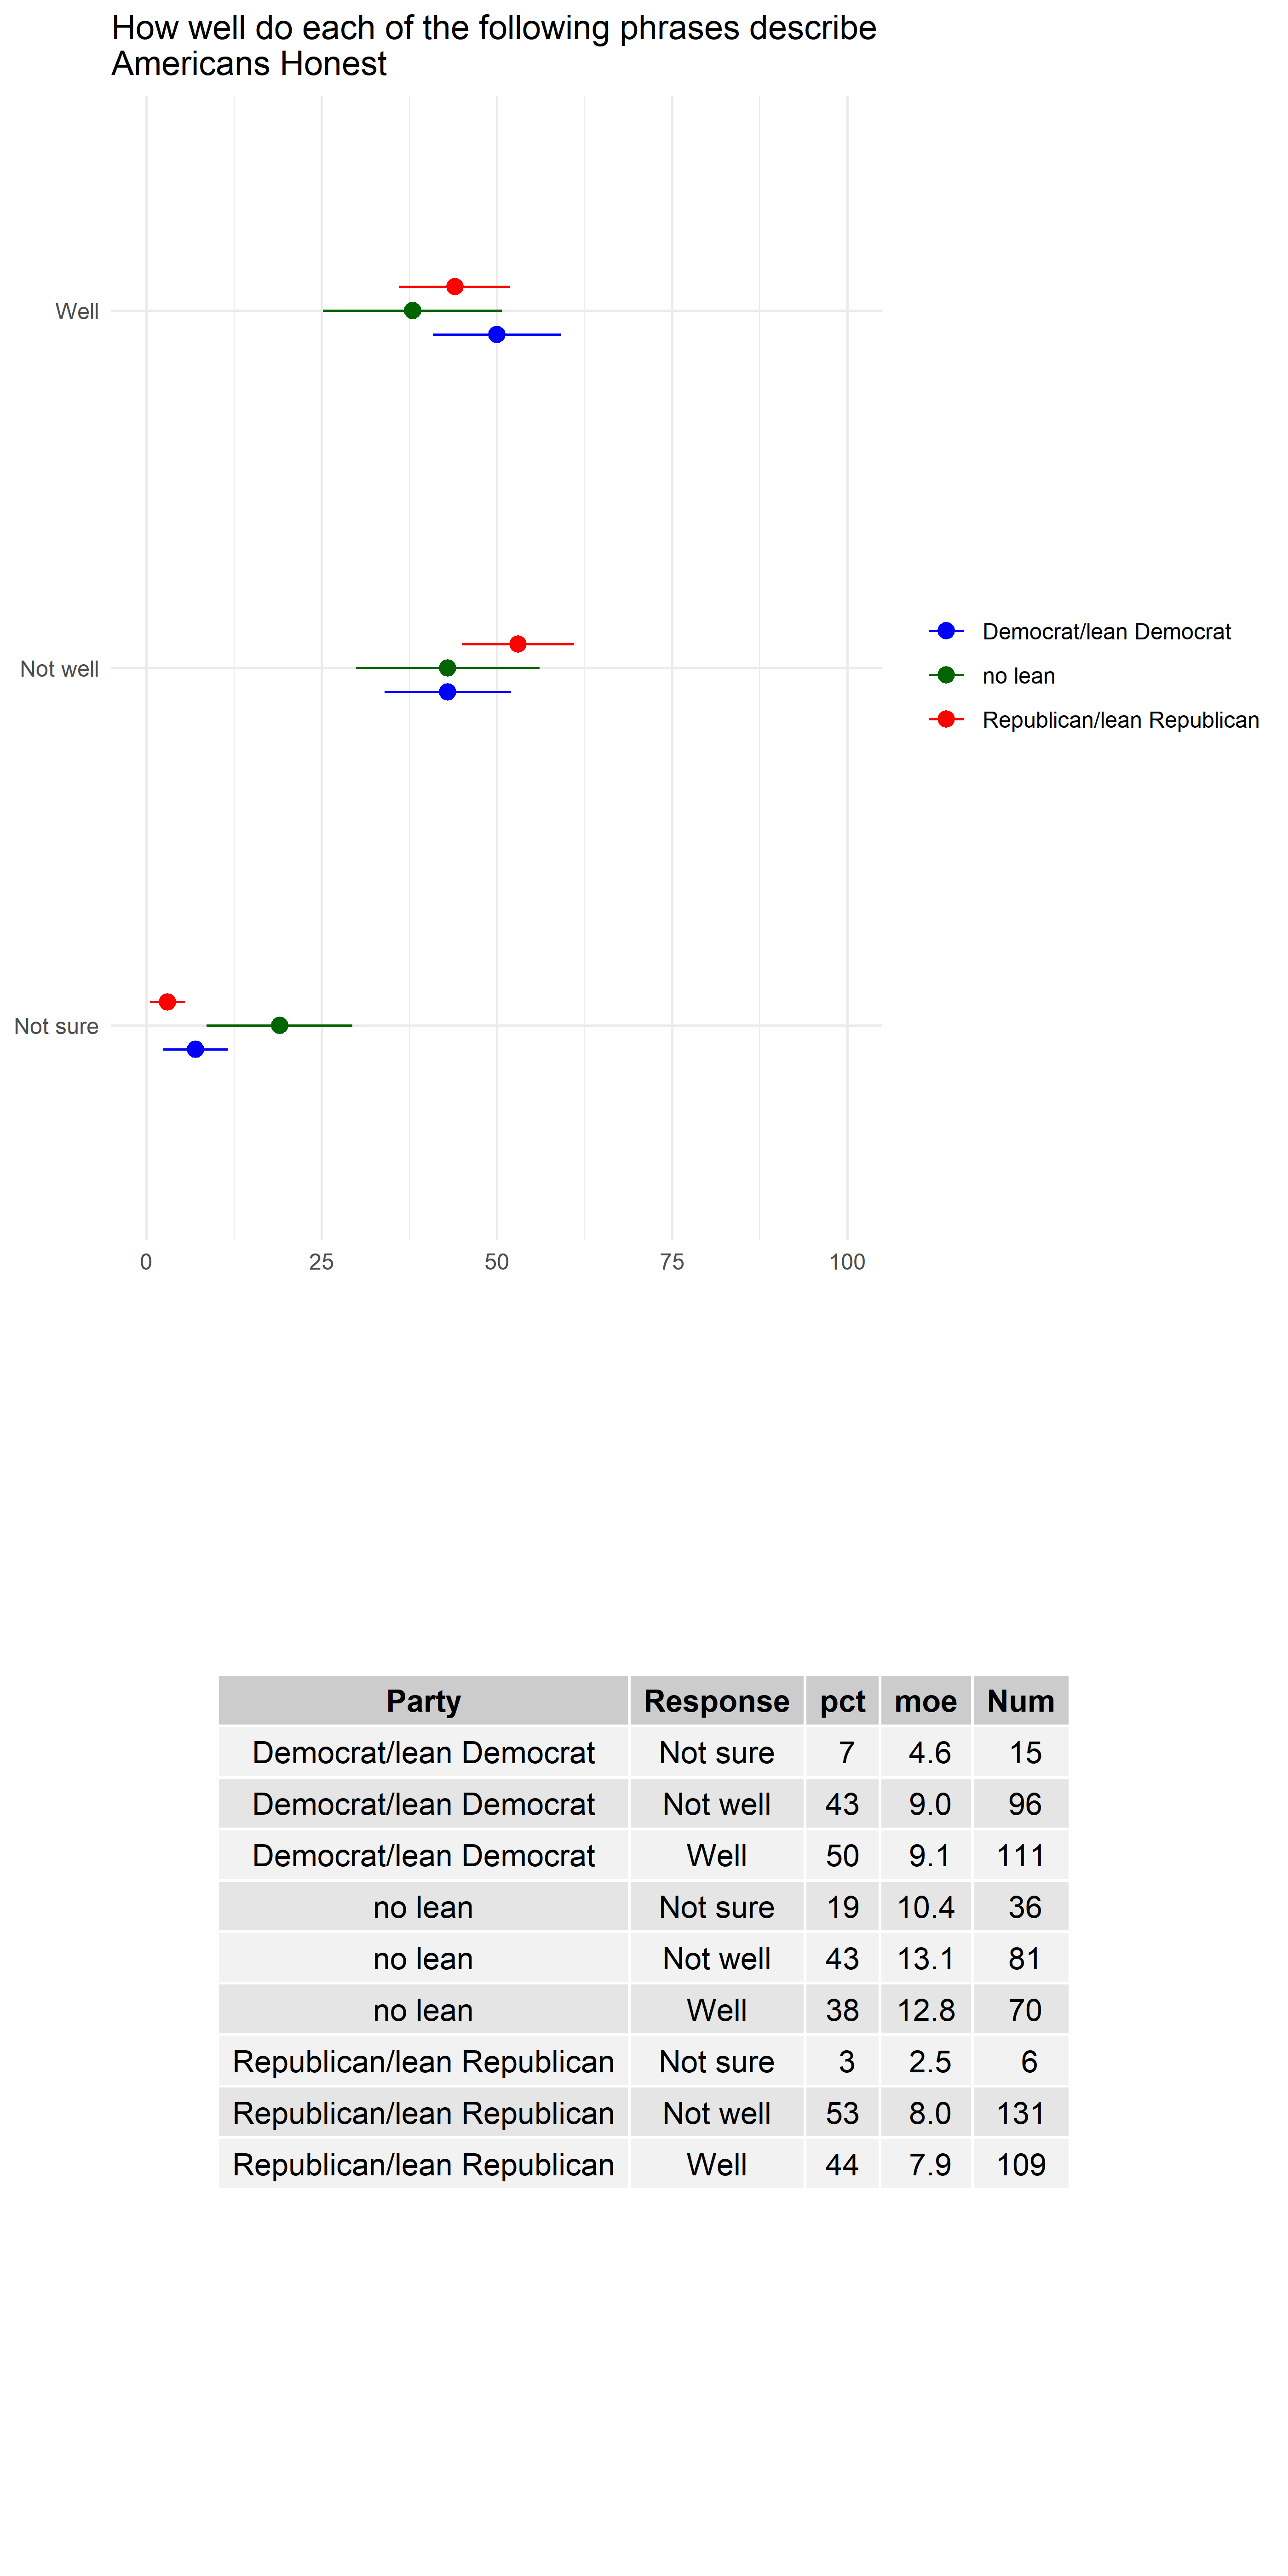 How well do each of the following phrases describe
Americans Honest
Well
Not well
Not sure
0 25 50 75 100
Democrat/lean Democrat
no lean
Republican/lean Republican
Party Response pct moe Num
Democrat/lean Democrat Not sure 7 4.6 15
Democrat/lean Democrat Not well 43 9.0 96
Democrat/lean Democrat Well 50 9.1 111
no lean Not sure 19 10.4 36
no lean Not well 43 13.1 81
no lean Well 38 12.8 70
Republican/lean Republican Not sure 3 2.5 6
Republican/lean Republican Not well 53 8.0 131
Republican/lean Republican Well 44 7.9 109